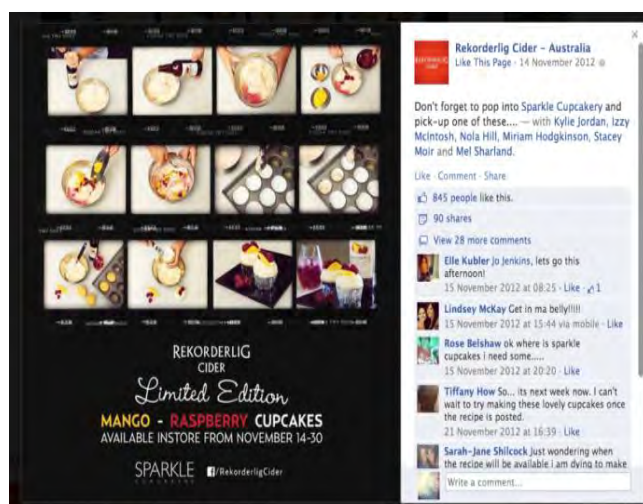 REKORDERLIG
CIDER
Limited Edition
MANGO - RASPBERRY CUPCAKES
AVAILABLE INSTORE FROM NOVEMBER 14-30
SPARKLE
/RekorderligCider
REKORDERLIG
CIDER
Rekorderlig Cider - Australia
Like This Page · 14 November 2012
Don't forget to pop into Sparkle Cupcakery and
pick-up one of these.... — with Kylie Jordan, Izzy
McIntosh, Nola Hill, Miriam Hodgkinson, Stacey
Moir and Mel Sharland.
Like · Comment · Share
845 people like this.
90 shares
View 28 more comments
Elle Kubler Jo Jenkins, lets go this
afternoon!
15 November 2012 at 08:25 · Like · 1
Lindsey McKay Get in ma belly!!!!!
15 November 2012 at 15:44 via mobile · Like
Rose Belshaw ok where is sparkle
cupcakes i need some.....
15 November 2012 at 20:20 · Like
Tiffany How So... its next week now. I can't
wait to try making these lovely cupcakes once
the recipe is posted.
21 November 2012 at 16:39 · Like
Sarah-Jane Shilcock Just wondering when
the recipe will be available i am dying to make
Write a comment...